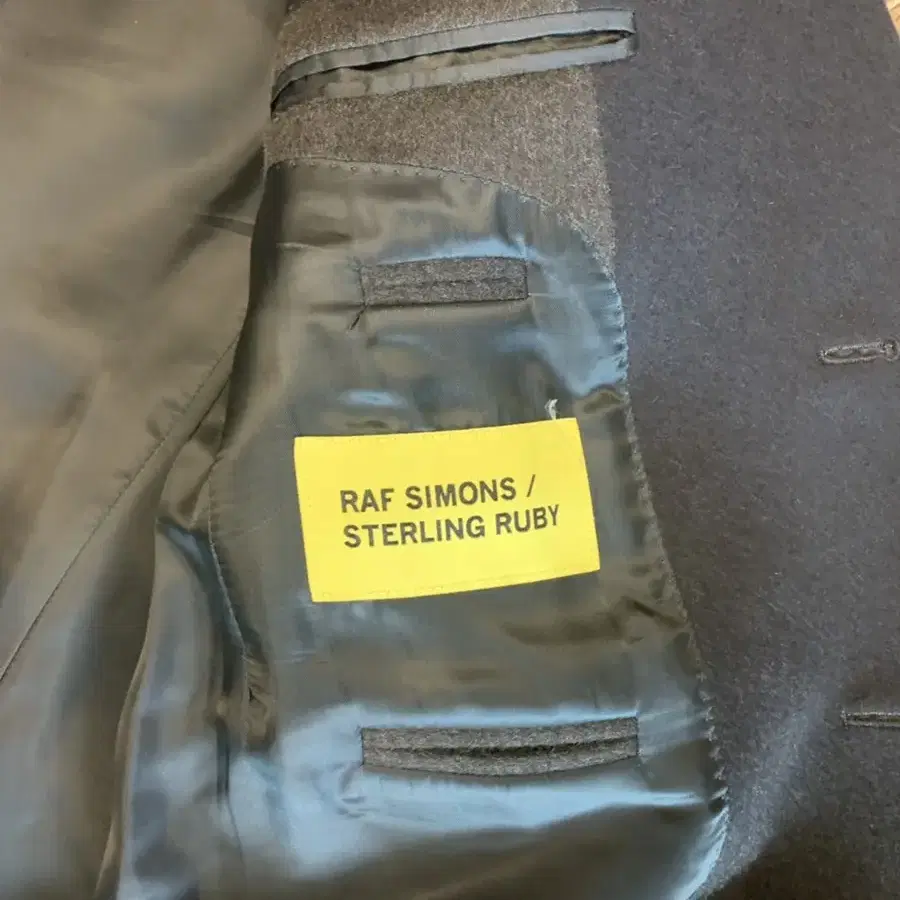 RAF SIMONS /
STERLING RUBY